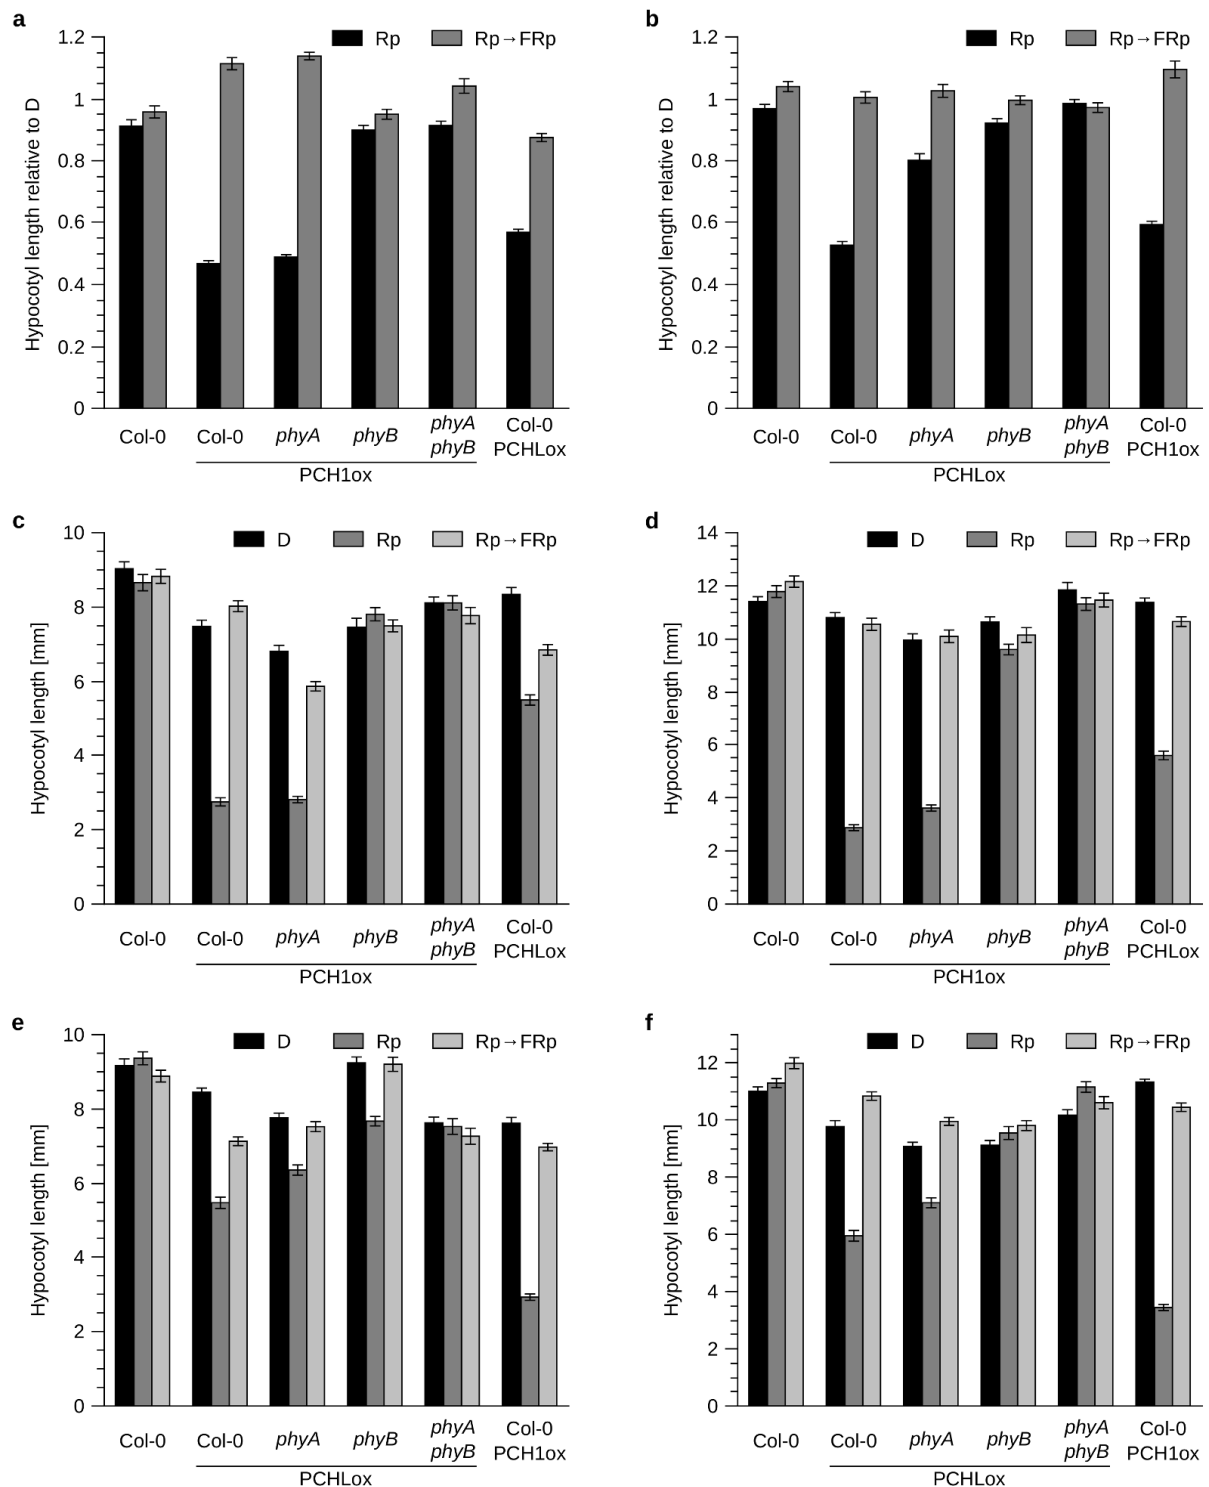 a
Rp Rp→FRp
Hypocotyl length relative to D
1.2
1
0.8
0.6
0.4
0.2
0
Col-0 Col-0 phyA phyB phyA phyB Col-0 PCHLox
PCH1ox
b
Rp Rp→FRp
Hypocotyl length relative to D
1.2
1
0.8
0.6
0.4
0.2
0
Col-0 Col-0 phyA phyB phyA phyB Col-0 PCH1ox
PCHLox
c
D Rp Rp→FRp
Hypocotyl length [mm]
10
8
6
4
2
0
Col-0 Col-0 phyA phyB phyA phyB Col-0 PCHLox
PCH1ox
d
D Rp Rp→FRp
Hypocotyl length [mm]
14
12
10
8
6
4
2
0
Col-0 Col-0 phyA phyB phyA phyB Col-0 PCHLox
PCH1ox
e
D Rp Rp→FRp
Hypocotyl length [mm]
10
8
6
4
2
0
Col-0 Col-0 phyA phyB phyA phyB Col-0 PCH1ox
PCHLox
f
D Rp Rp→FRp
Hypocotyl length [mm]
12
10
8
6
4
2
0
Col-0 Col-0 phyA phyB phyA phyB Col-0 PCH1ox
PCHLox